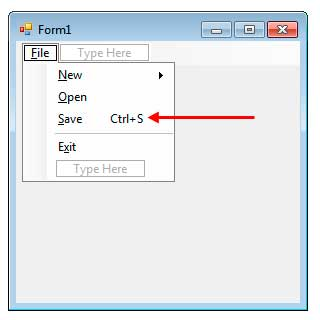 Form1
File Type Here
New
Open
Save Ctrl+S
Exit
Type Here